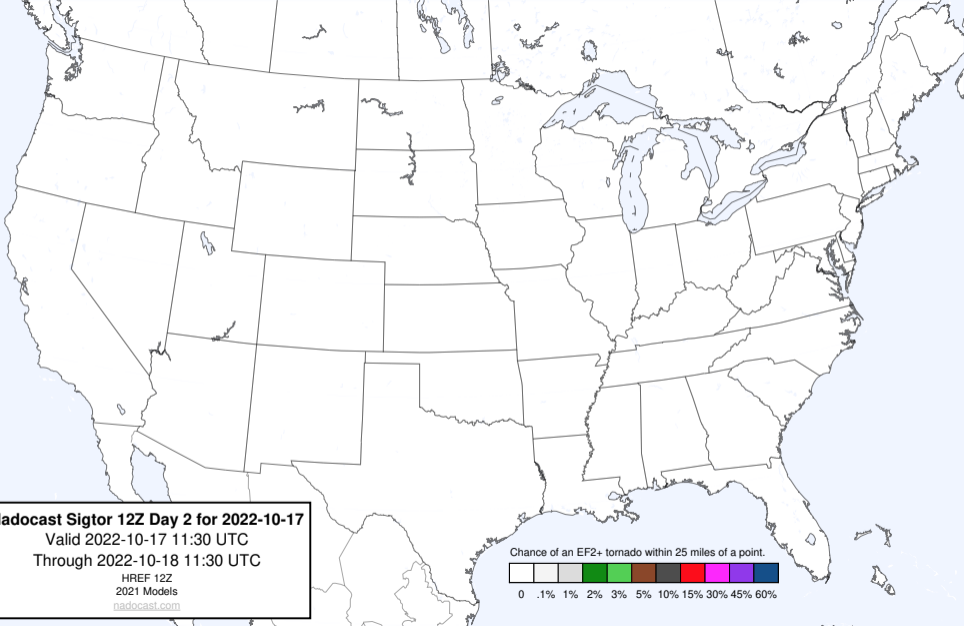 adocast Sigtor 12Z Day 2 for 2022-10-17
Valid 2022-10-17 11:30 UTC
Through 2022-10-18 11:30 UTC
HREF 12Z
2021 Models
nadocast.com
Chance of an EF2+ tornado within 25 miles of a point.
0 .1% 1% 2% 3% 5% 10% 15% 30% 45% 60%